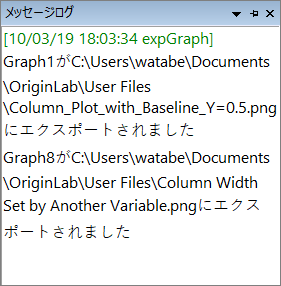 メッセージログ
[10/03/19 18:03:34 expGraph]
Graph1がC:\Users\watabe\Documents
\OriginLab\User Files
\Column_Plot_with_Baseline_Y=0.5.png
にエクスポートされました
Graph8がC:\Users\watabe\Documents
\OriginLab\User Files\Column Width
Set by Another Variable.pngにエクス
ポートされました